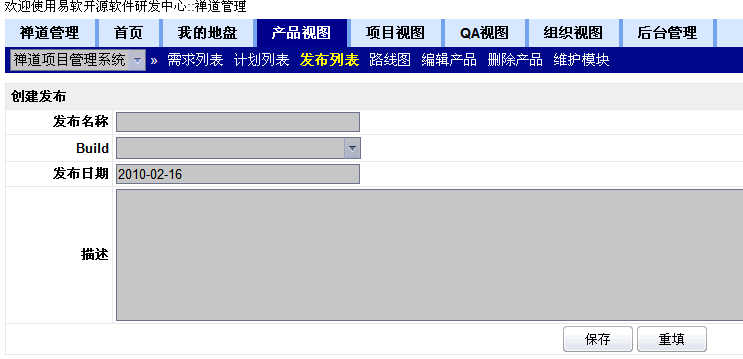 欢迎使用易软开源软件研发中心::禅道管理
禅道管理 首页 我的地盘 产品视图 项目视图 QA视图 组织视图 后台管理
禅道项目管理系统 » 需求列表 计划列表 发布列表 路线图 编辑产品 删除产品 维护模块
创建发布
发布名称
Build
发布日期 2010-02-16
描述
保存 重填